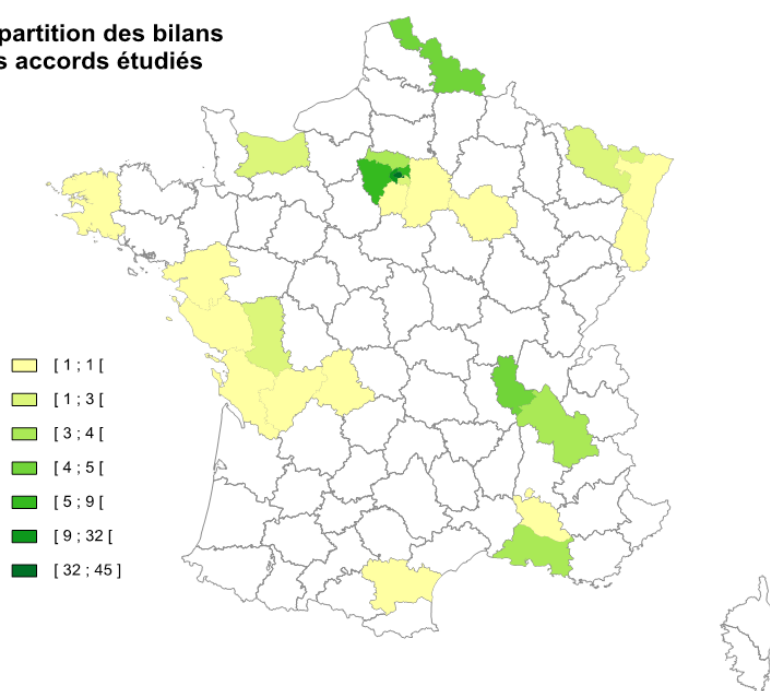 partition des bilans
s accords étudiés
[ 1 ; 1 [
[ 1 ; 3 [
[ 3 ; 4 [
[ 4 ; 5 [
[ 5 ; 9 [
[ 9 ; 32 [
[ 32 ; 45 ]